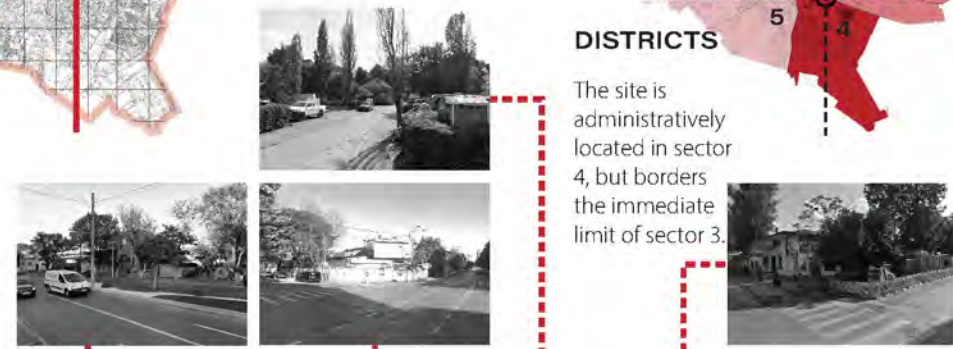 5
4
DISTRICTS
The site is
administratively
located in sector
4, but borders
the immediate
limit of sector 3.